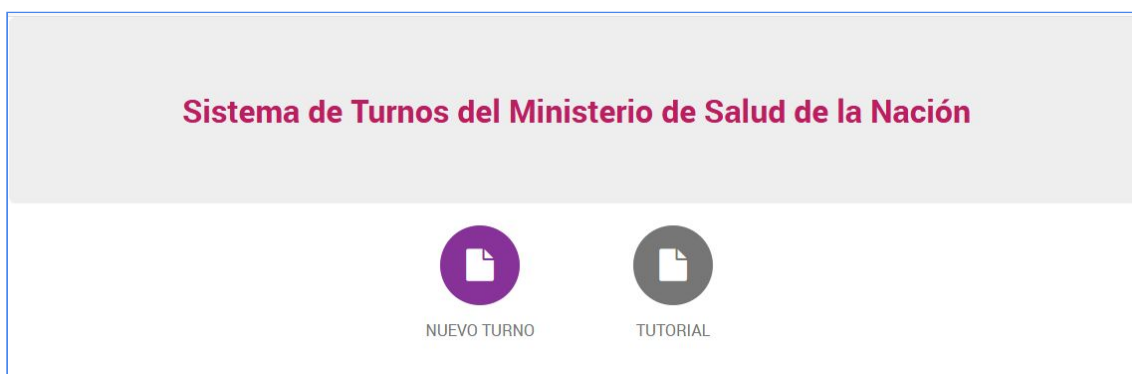 Sistema de Turnos del Ministerio de Salud de la Nación
NUEVO TURNO
TUTORIAL